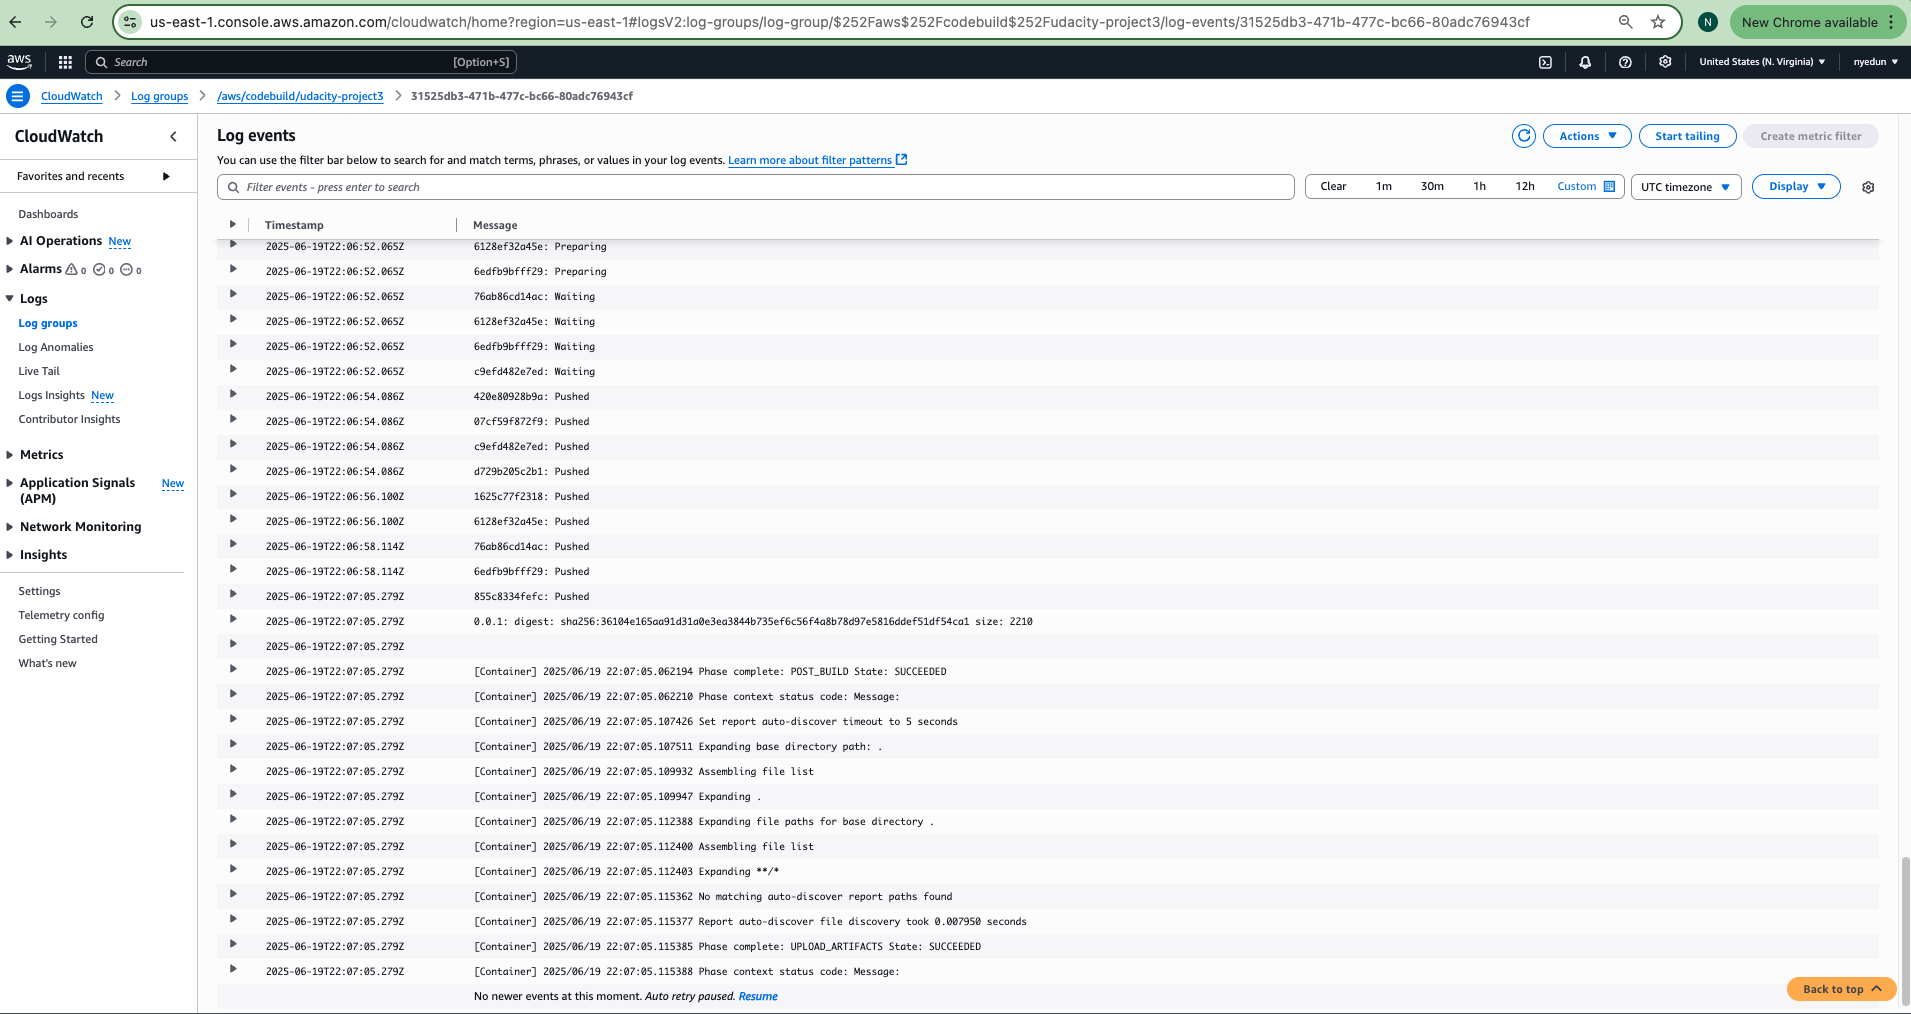 us-east-1.console.aws.amazon.com/cloudwatch/home?region=us-east-1#logsV2:log-groups/log-group/$252Faws$252Fcodebuild$252Fudacity-project3/log-events/31525db3-471b-477c-bc66-80adc76943cf
N
New Chrome available
aws
Search
[Option+S]
United States (N. Virginia)
nyedun
CloudWatch
Log groups
/aws/codebuild/udacity-project3
31525db3-471b-477c-bc66-80adc76943cf
CloudWatch
Favorites and recents
Dashboards
AI Operations New
Alarms 0 0 0
Logs
Log groups
Log Anomalies
Live Tail
Logs Insights New
Contributor Insights
Metrics
Application Signals (APM) New
Network Monitoring
Insights
Settings
Telemetry config
Getting Started
What's new
Log events
Actions
Start tailing
Create metric filter
You can use the filter bar below to search for and match terms, phrases, or values in your log events. Learn more about filter patterns
Filter events - press enter to search
Clear 1m 30m 1h 12h Custom
UTC timezone
Display
Timestamp Message
2025-06-19T22:06:52.065Z 6128ef32a45e: Preparing
2025-06-19T22:06:52.065Z 6edfb9bfff29: Preparing
2025-06-19T22:06:52.065Z 76ab86cd14ac: Waiting
2025-06-19T22:06:52.065Z 6128ef32a45e: Waiting
2025-06-19T22:06:52.065Z 6edfb9bfff29: Waiting
2025-06-19T22:06:52.065Z c9efd482e7ed: Waiting
2025-06-19T22:06:54.086Z 420e80928b9a: Pushed
2025-06-19T22:06:54.086Z 07cf59f872f9: Pushed
2025-06-19T22:06:54.086Z c9efd482e7ed: Pushed
2025-06-19T22:06:54.086Z d729b205c2b1: Pushed
2025-06-19T22:06:56.100Z 1625c77f2318: Pushed
2025-06-19T22:06:56.100Z 6128ef32a45e: Pushed
2025-06-19T22:06:58.114Z 76ab86cd14ac: Pushed
2025-06-19T22:06:58.114Z 6edfb9bfff29: Pushed
2025-06-19T22:07:05.279Z 855c8334fefc: Pushed
2025-06-19T22:07:05.279Z 0.0.1: digest: sha256:36104e165aa91d31a0e3ea3844b735ef6c56f4a8b78d97e5816ddef51df54ca1 size: 2210
2025-06-19T22:07:05.279Z
2025-06-19T22:07:05.279Z [Container] 2025/06/19 22:07:05.062194 Phase complete: POST_BUILD State: SUCCEEDED
2025-06-19T22:07:05.279Z [Container] 2025/06/19 22:07:05.062210 Phase context status code: Message:
2025-06-19T22:07:05.279Z [Container] 2025/06/19 22:07:05.107426 Set report auto-discover timeout to 5 seconds
2025-06-19T22:07:05.279Z [Container] 2025/06/19 22:07:05.107511 Expanding base directory path: .
2025-06-19T22:07:05.279Z [Container] 2025/06/19 22:07:05.109932 Assembling file list
2025-06-19T22:07:05.279Z [Container] 2025/06/19 22:07:05.109947 Expanding .
2025-06-19T22:07:05.279Z [Container] 2025/06/19 22:07:05.112388 Expanding file paths for base directory .
2025-06-19T22:07:05.279Z [Container] 2025/06/19 22:07:05.112400 Assembling file list
2025-06-19T22:07:05.279Z [Container] 2025/06/19 22:07:05.112403 Expanding **/*
2025-06-19T22:07:05.279Z [Container] 2025/06/19 22:07:05.115362 No matching auto-discover report paths found
2025-06-19T22:07:05.279Z [Container] 2025/06/19 22:07:05.115377 Report auto-discover file discovery took 0.007950 seconds
2025-06-19T22:07:05.279Z [Container] 2025/06/19 22:07:05.115385 Phase complete: UPLOAD_ARTIFACTS State: SUCCEEDED
2025-06-19T22:07:05.279Z [Container] 2025/06/19 22:07:05.115388 Phase context status code: Message:
No newer events at this moment. Auto retry paused. Resume
Back to top